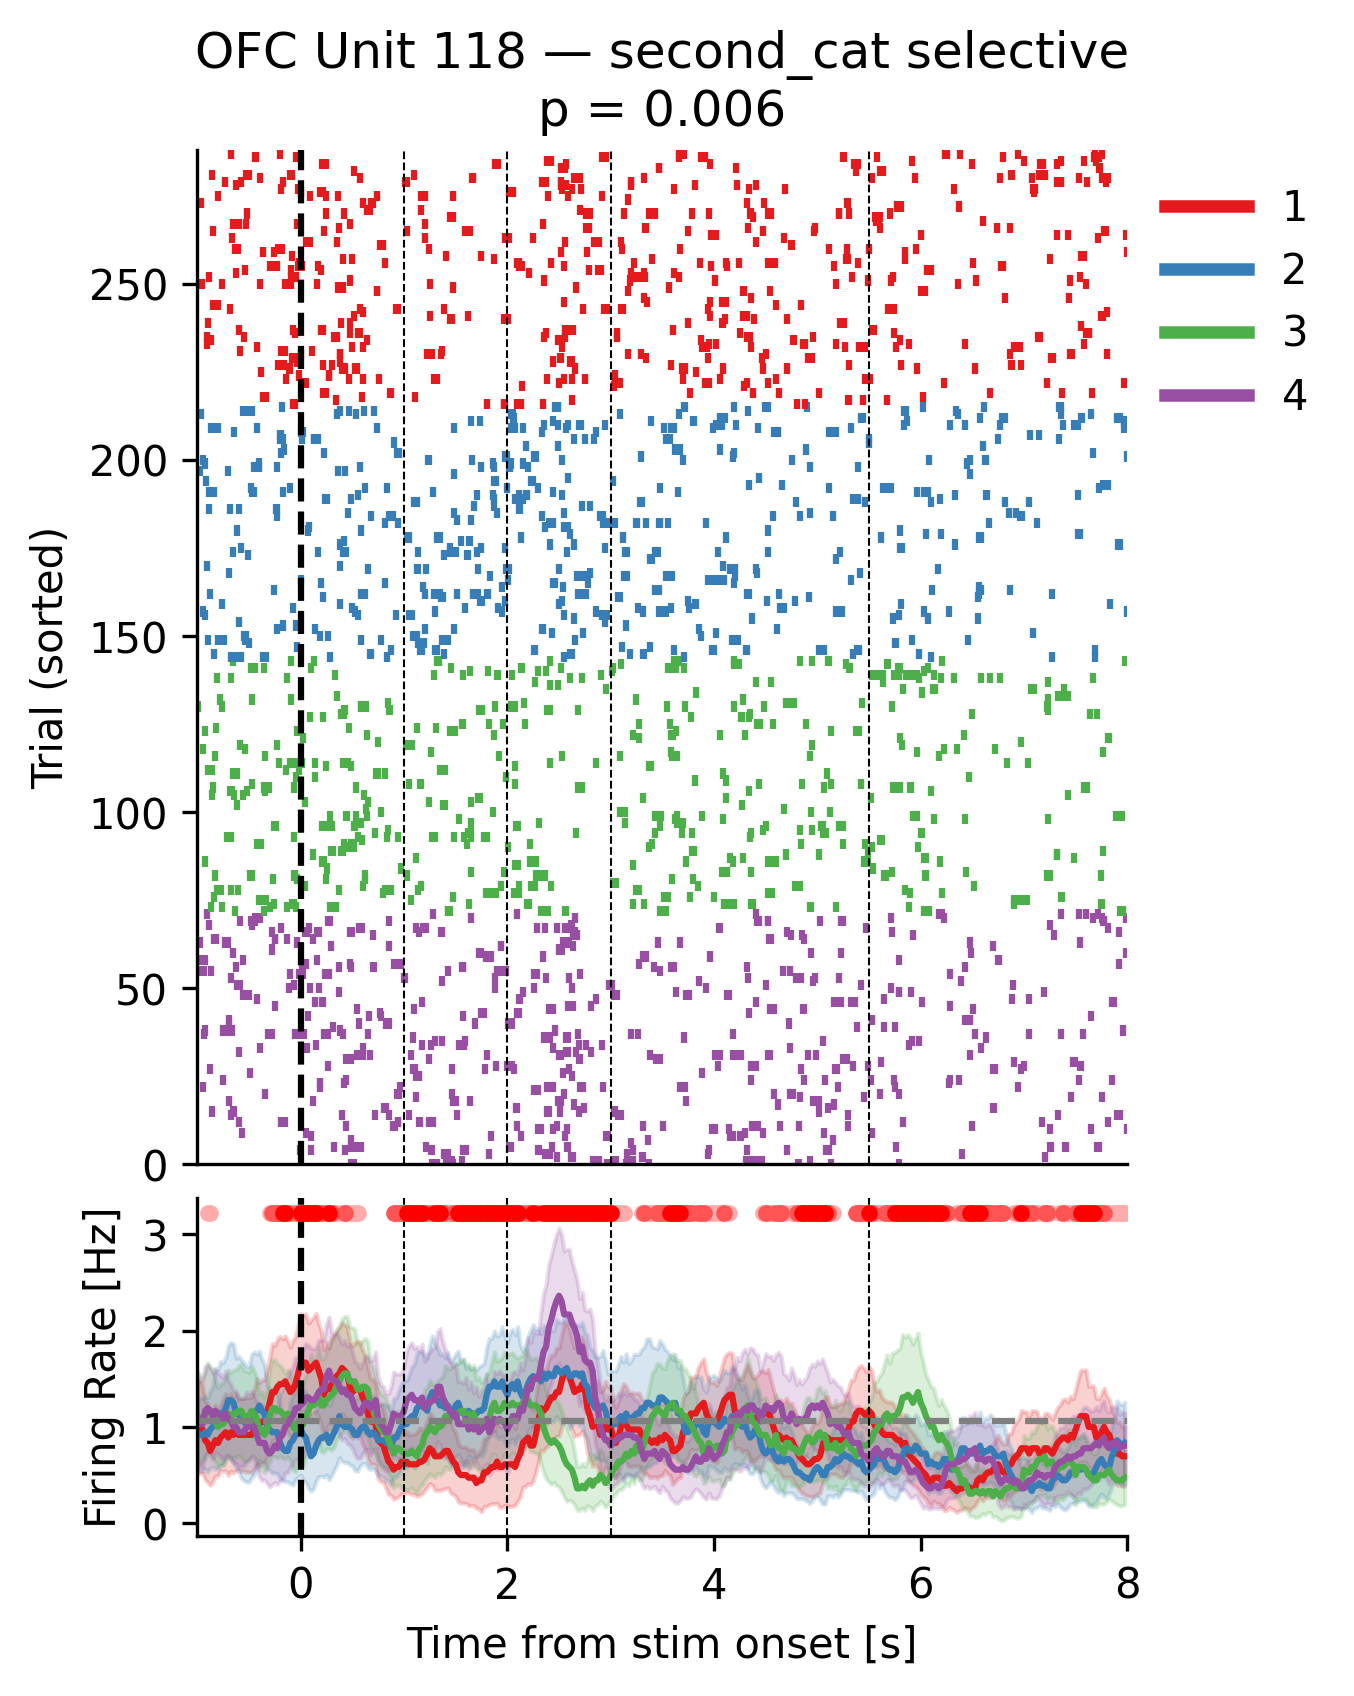 OFC Unit 118 — second_cat selective
p = 0.006
1
2
3
4
250
200
150
100
50
0
Trial (sorted)
3
2
1
0
Firing Rate [Hz]
0 2 4 6 8
Time from stim onset [s]